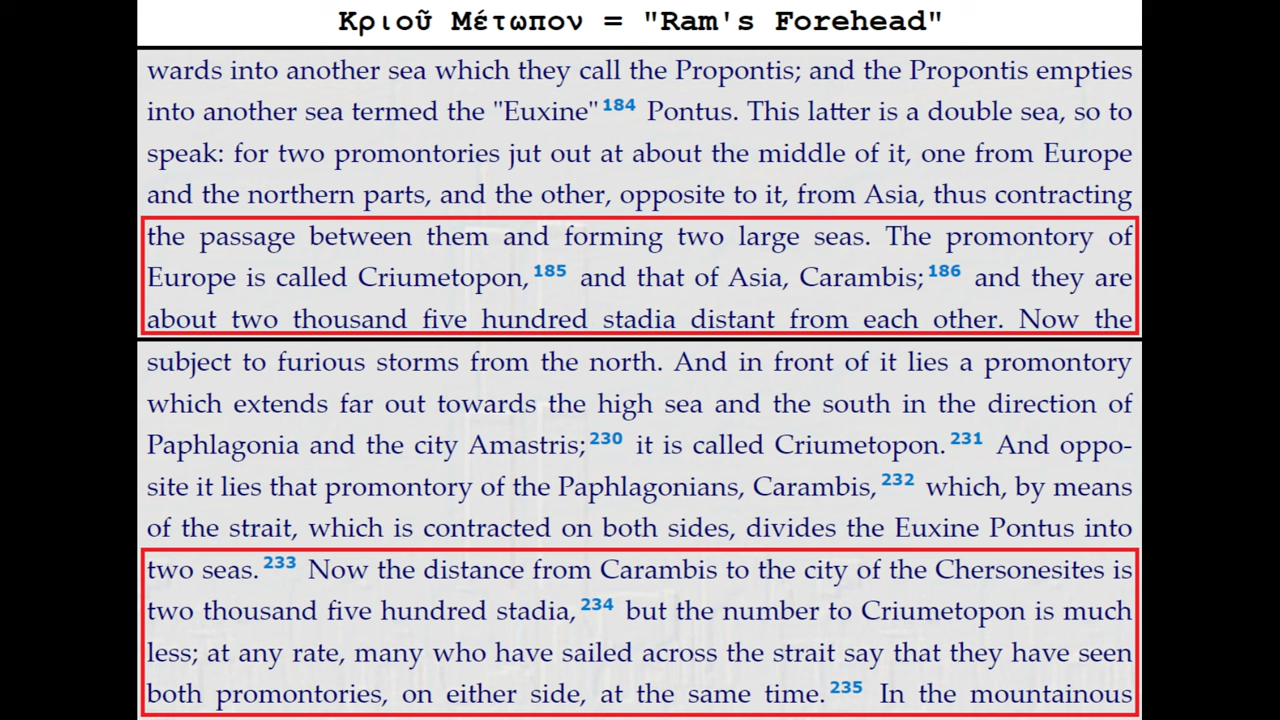 Κριοῦ Μέτωπον = "Ram's Forehead"
wards into another sea which they call the Propontis; and the Propontis empties
into another sea termed the "Euxine"184 Pontus. This latter is a double sea, so to
speak: for two promontories jut out at about the middle of it, one from Europe
and the northern parts, and the other, opposite to it, from Asia, thus contracting
the passage between them and forming two large seas. The promontory of
Europe is called Criumetopon,185 and that of Asia, Carambis;186 and they are
about two thousand five hundred stadia distant from each other. Now the
subject to furious storms from the north. And in front of it lies a promontory
which extends far out towards the high sea and the south in the direction of
Paphlagonia and the city Amastris;230 it is called Criumetopon.231 And oppo-
site it lies that promontory of the Paphlagonians, Carambis,232 which, by means
of the strait, which is contracted on both sides, divides the Euxine Pontus into
two seas.233 Now the distance from Carambis to the city of the Chersonesites is
two thousand five hundred stadia,234 but the number to Criumetopon is much
less; at any rate, many who have sailed across the strait say that they have seen
both promontories, on either side, at the same time.235 In the mountainous